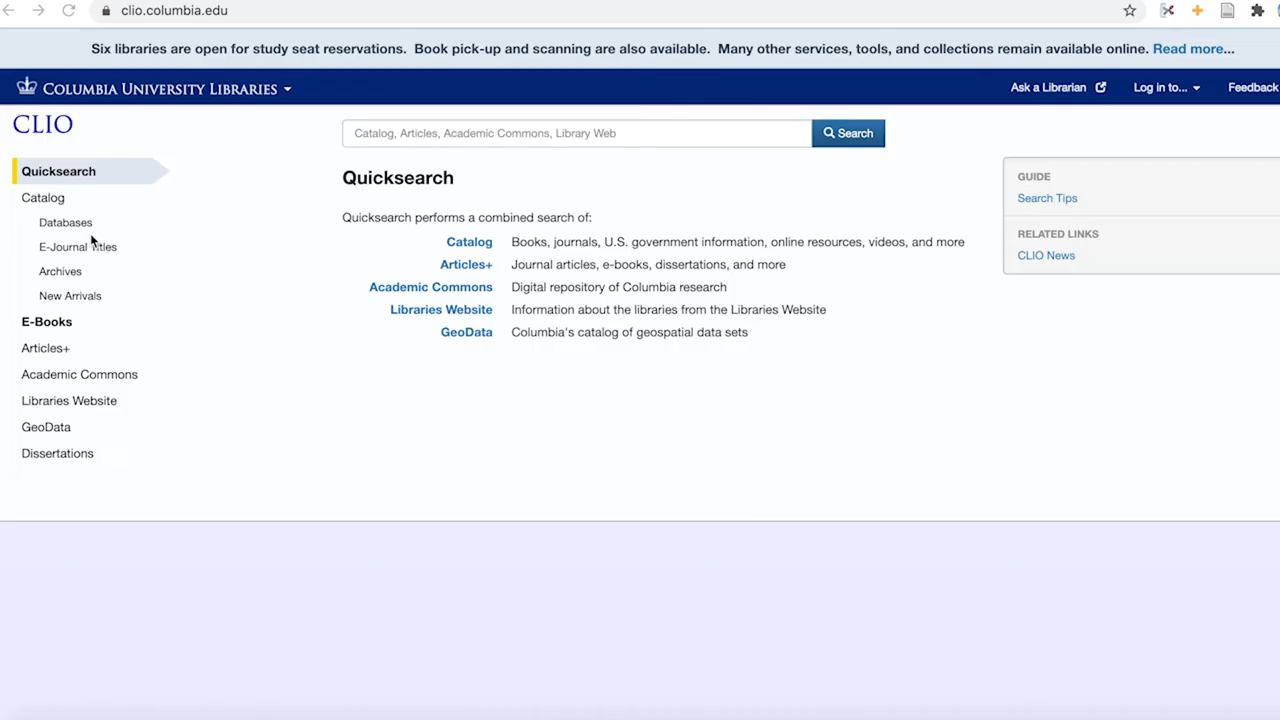 clio.columbia.edu
Six libraries are open for study seat reservations. Book pick-up and scanning are also available. Many other services, tools, and collections remain available online. Read more...
COLUMBIA UNIVERSITY LIBRARIES
Ask a Librarian
Log in to...
Feedback
CLIO
Catalog, Articles, Academic Commons, Library Web
Search
Quicksearch
Catalog
Databases
E-Journal Titles
Archives
New Arrivals
E-Books
Articles+
Academic Commons
Libraries Website
GeoData
Dissertations
Quicksearch
Quicksearch performs a combined search of:
Catalog Books, journals, U.S. government information, online resources, videos, and more
Articles+ Journal articles, e-books, dissertations, and more
Academic Commons Digital repository of Columbia research
Libraries Website Information about the libraries from the Libraries Website
GeoData Columbia's catalog of geospatial data sets
GUIDE
Search Tips
RELATED LINKS
CLIO News